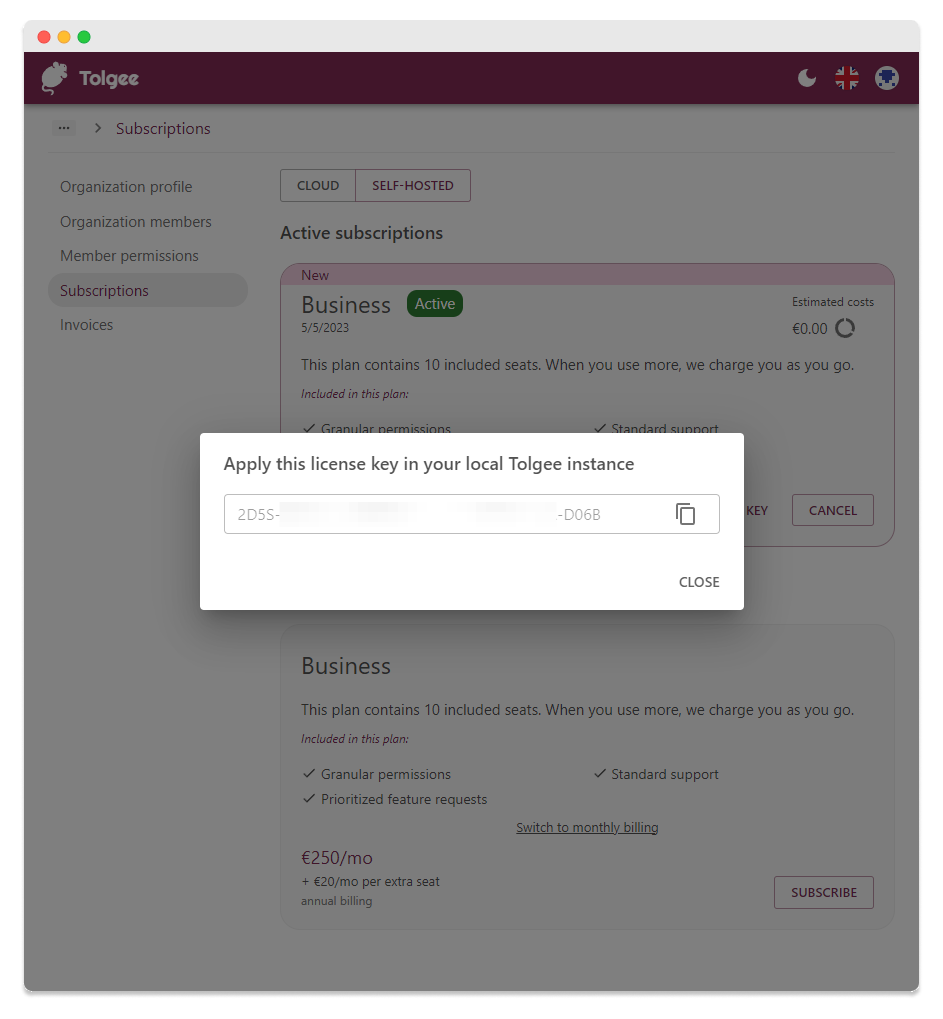 Tolgee
Subscriptions
Organization profile
Organization members
Member permissions
Subscriptions
Invoices
CLOUD
SELF-HOSTED
Active subscriptions
New
Business
Active
Estimated costs
5/5/2023
€0.00
This plan contains 10 included seats. When you use more, we charge you as you go.
Included in this plan:
Granular permissions
Standard support
KEY
CANCEL
Apply this license key in your local Tolgee instance
2D5S-
-D06B
CLOSE
Business
This plan contains 10 included seats. When you use more, we charge you as you go.
Included in this plan:
Granular permissions
Standard support
Prioritized feature requests
Switch to monthly billing
€250/mo
+ €20/mo per extra seat
annual billing
SUBSCRIBE